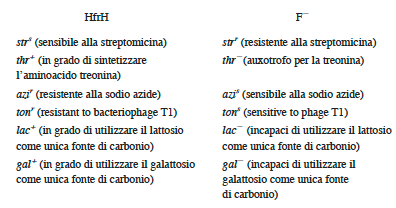 HfrH F⁻
strˢ (sensibile alla streptomicina) strʳ (resistente alla streptomicina)
thr⁺ (in grado di sintetizzare thr⁻ (auxotrofo per la treonina)
l'aminoacido treonina)
aziʳ (resistente alla sodio azide) aziˢ (sensibile alla sodio azide)
tonʳ (resistant to bacteriophage T1) tonˢ (sensitive to phage T1)
lac⁺ (in grado di utilizzare il lattosio lac⁻ (incapaci di utilizzare il lattosio
come unica fonte di carbonio) come unica fonte di carbonio)
gal⁺ (in grado di utilizzare il galattosio gal⁻ (incapaci di utilizzare il
come unica fonte di carbonio) galattosio come unica fonte
di carbonio)